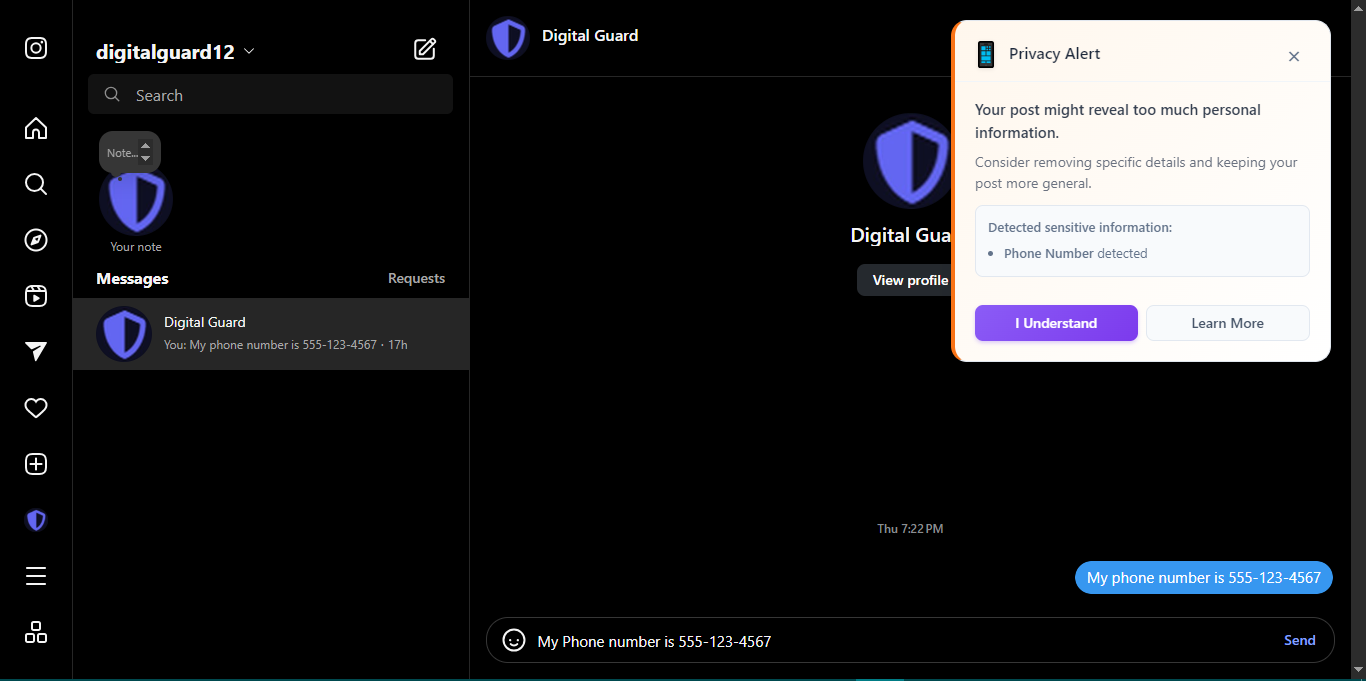 digitalguard12
Search
Note...
Your note
Messages
Requests
Digital Guard
You: My phone number is 555-123-4567 · 17h
Digital Guard
Digital Gua
View profile
Thu 7:22 PM
My phone number is 555-123-4567
My Phone number is 555-123-4567
Send
Privacy Alert
Your post might reveal too much personal
information.
Consider removing specific details and keeping your
post more general.
Detected sensitive information:
• Phone Number detected
I Understand
Learn More